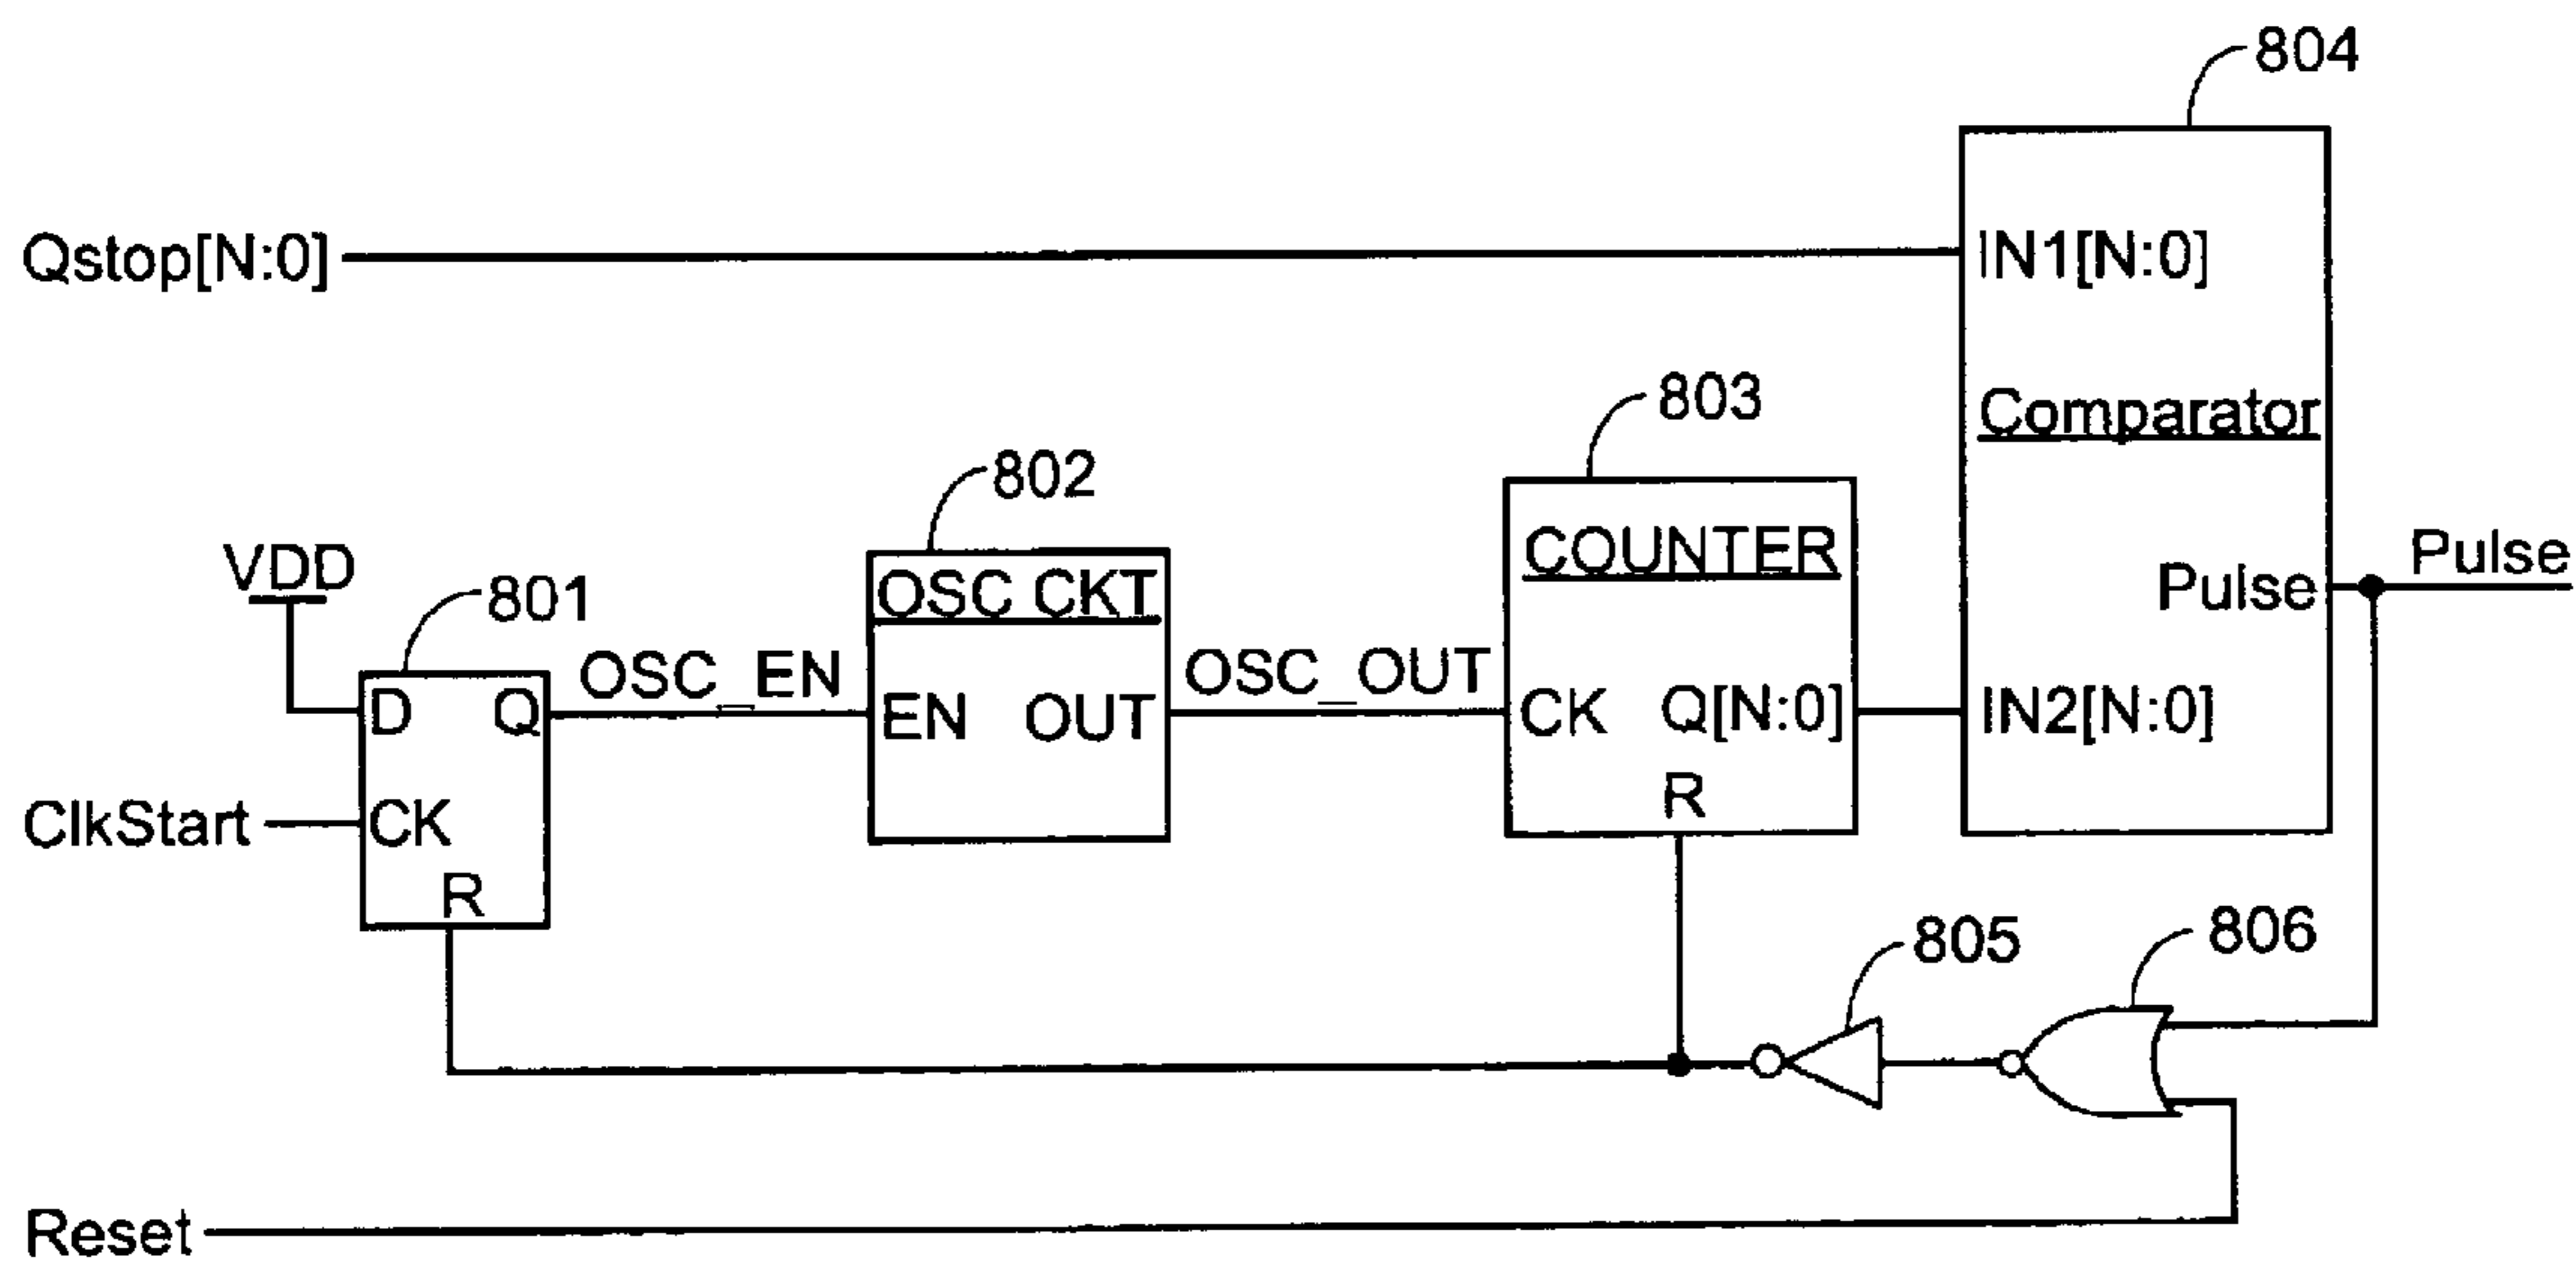 804
Qstop[N:0]
IN1[N:0]
803
Comparator
802
COUNTER
VDD
801
OSC CKT
Pulse
Pulse
OSC_EN
OSC_OUT
D
Q
EN
OUT
CK
Q[N:0]
IN2[N:0]
R
ClkStart
CK
R
805
806
Reset